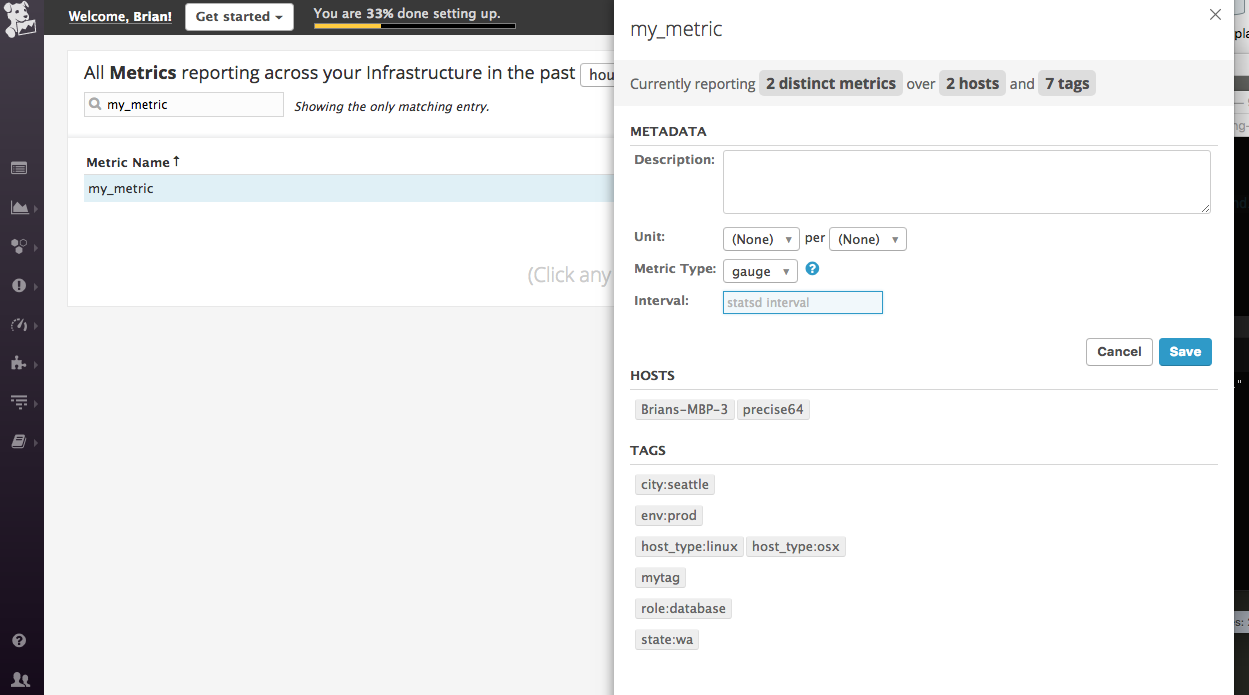 Welcome, Brian!
Get started
You are 33% done setting up.
All Metrics reporting across your Infrastructure in the past hou
my_metric
Showing the only matching entry.
Metric Name ↑
my_metric
(Click any
my_metric
Currently reporting 2 distinct metrics over 2 hosts and 7 tags
METADATA
Description:
Unit: (None) per (None)
Metric Type: gauge ?
Interval: statsd interval
Cancel Save
HOSTS
Brians-MBP-3 precise64
TAGS
city:seattle
env:prod
host_type:linux host_type:osx
mytag
role:database
state:wa